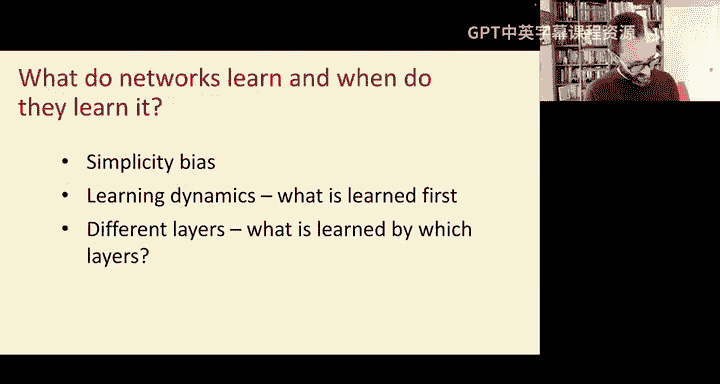 GPT中英字幕课程资源
What do networks learn and when do
they learn it?
• Simplicity bias
• Learning dynamics – what is learned first
• Different layers – what is learned by which
layers?